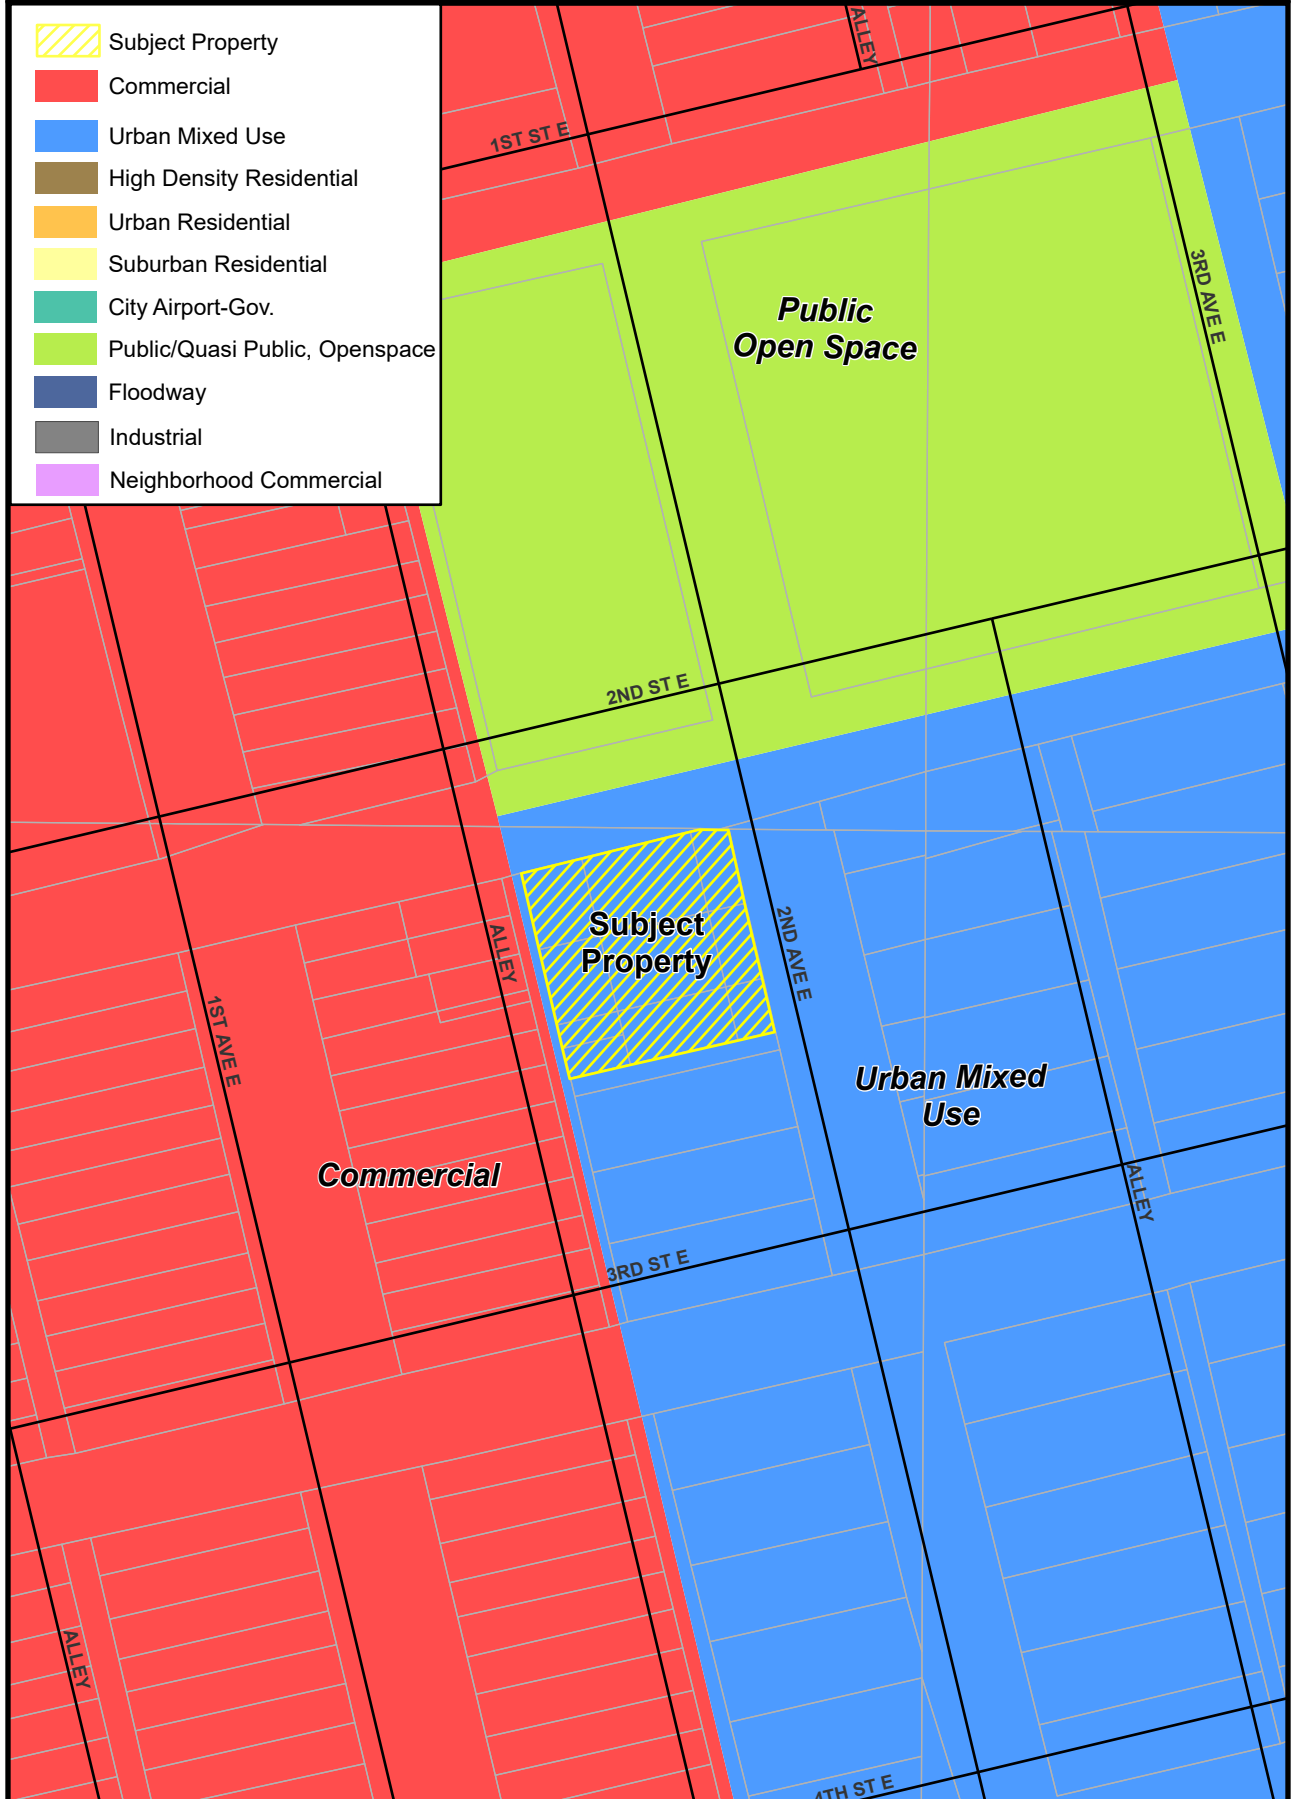 Subject Property
Commercial
Urban Mixed Use
High Density Residential
Urban Residential
Suburban Residential
City Airport-Gov.
Public/Quasi Public, Openspace
Floodway
Industrial
Neighborhood Commercial
ALLEY
1ST ST E
3RD AVE E
Public
Open Space
2ND ST E
Subject
Property
ALLEY
2ND AVE E
1ST AVE E
Urban Mixed
Use
Commercial
ALLEY
3RD ST E
ALLEY
4TH ST E